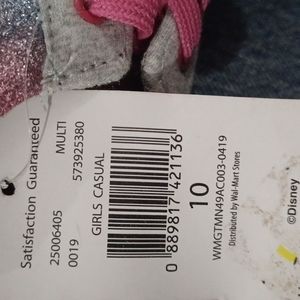 Satisfaction Guaranteed
25006405 MULTI
0019 573925380
GIRLS CASUAL
0 889817 421136
10
WMGTMN49AC003-0419
Distributed by Wal-Mart Stores
©Disney